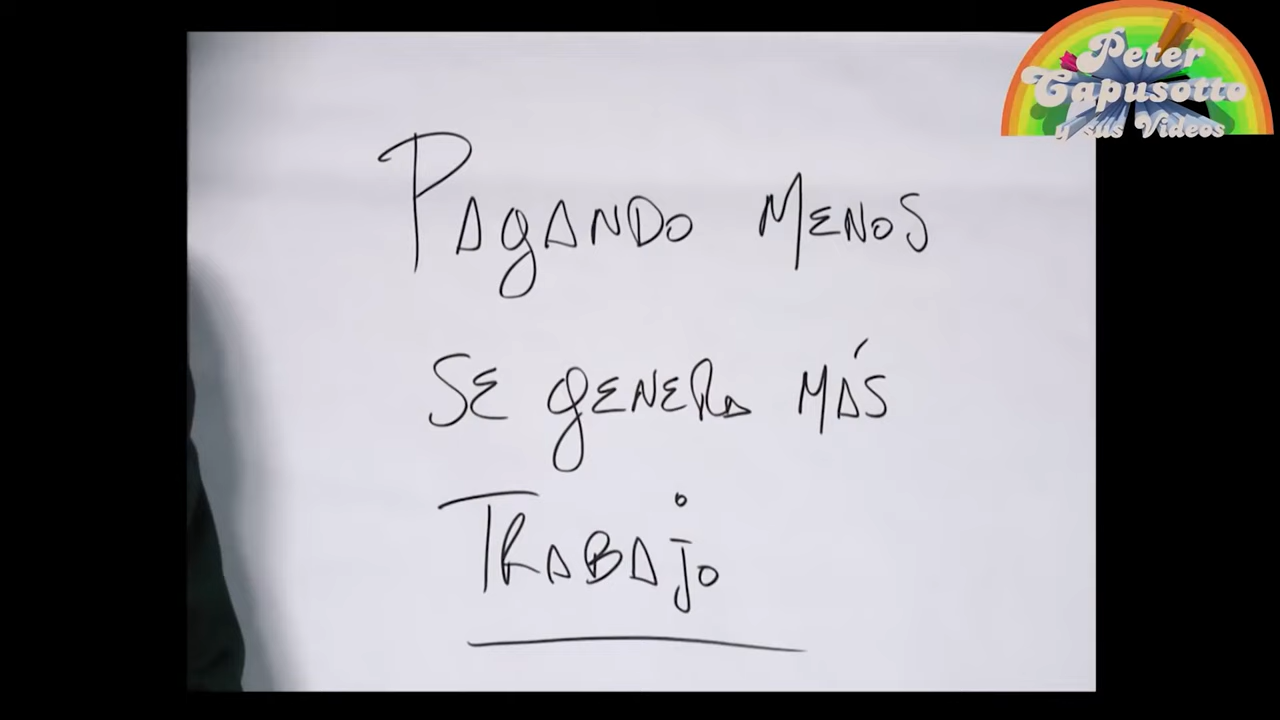 Peter
Capusotto
y sus Videos
PAGANDO MENOS
SE GENERA MÁS
TRABAJO